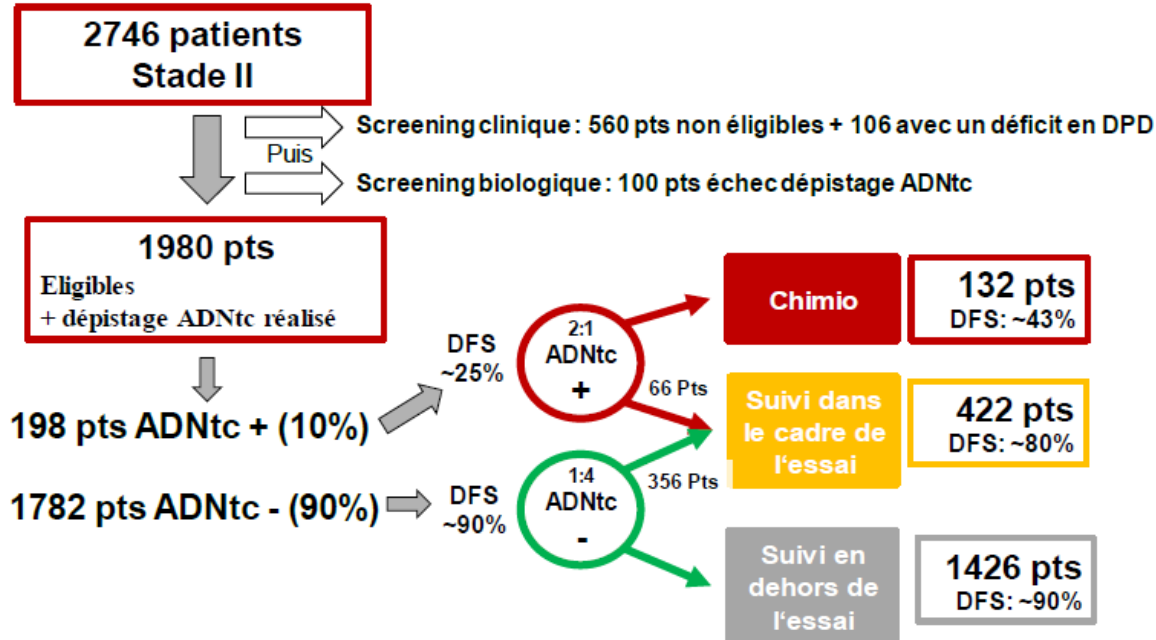 2746 patients
Stade II
Screening clinique : 560 pts non éligibles + 106 avec un déficit en DPD
Puis
Screening biologique : 100 pts échec dépistage ADNtc
1980 pts
Eligibles
+ dépistage ADNtc réalisé
198 pts ADNtc + (10%)
1782 pts ADNtc - (90%)
DFS
~25%
2:1
ADNtc
+
66 Pts
DFS
~90%
1:4
ADNtc
-
356 Pts
Chimio
132 pts
DFS: ~43%
Suivi dans
le cadre de
l'essai
422 pts
DFS: ~80%
Suivi en
dehors de
l'essai
1426 pts
DFS: ~90%